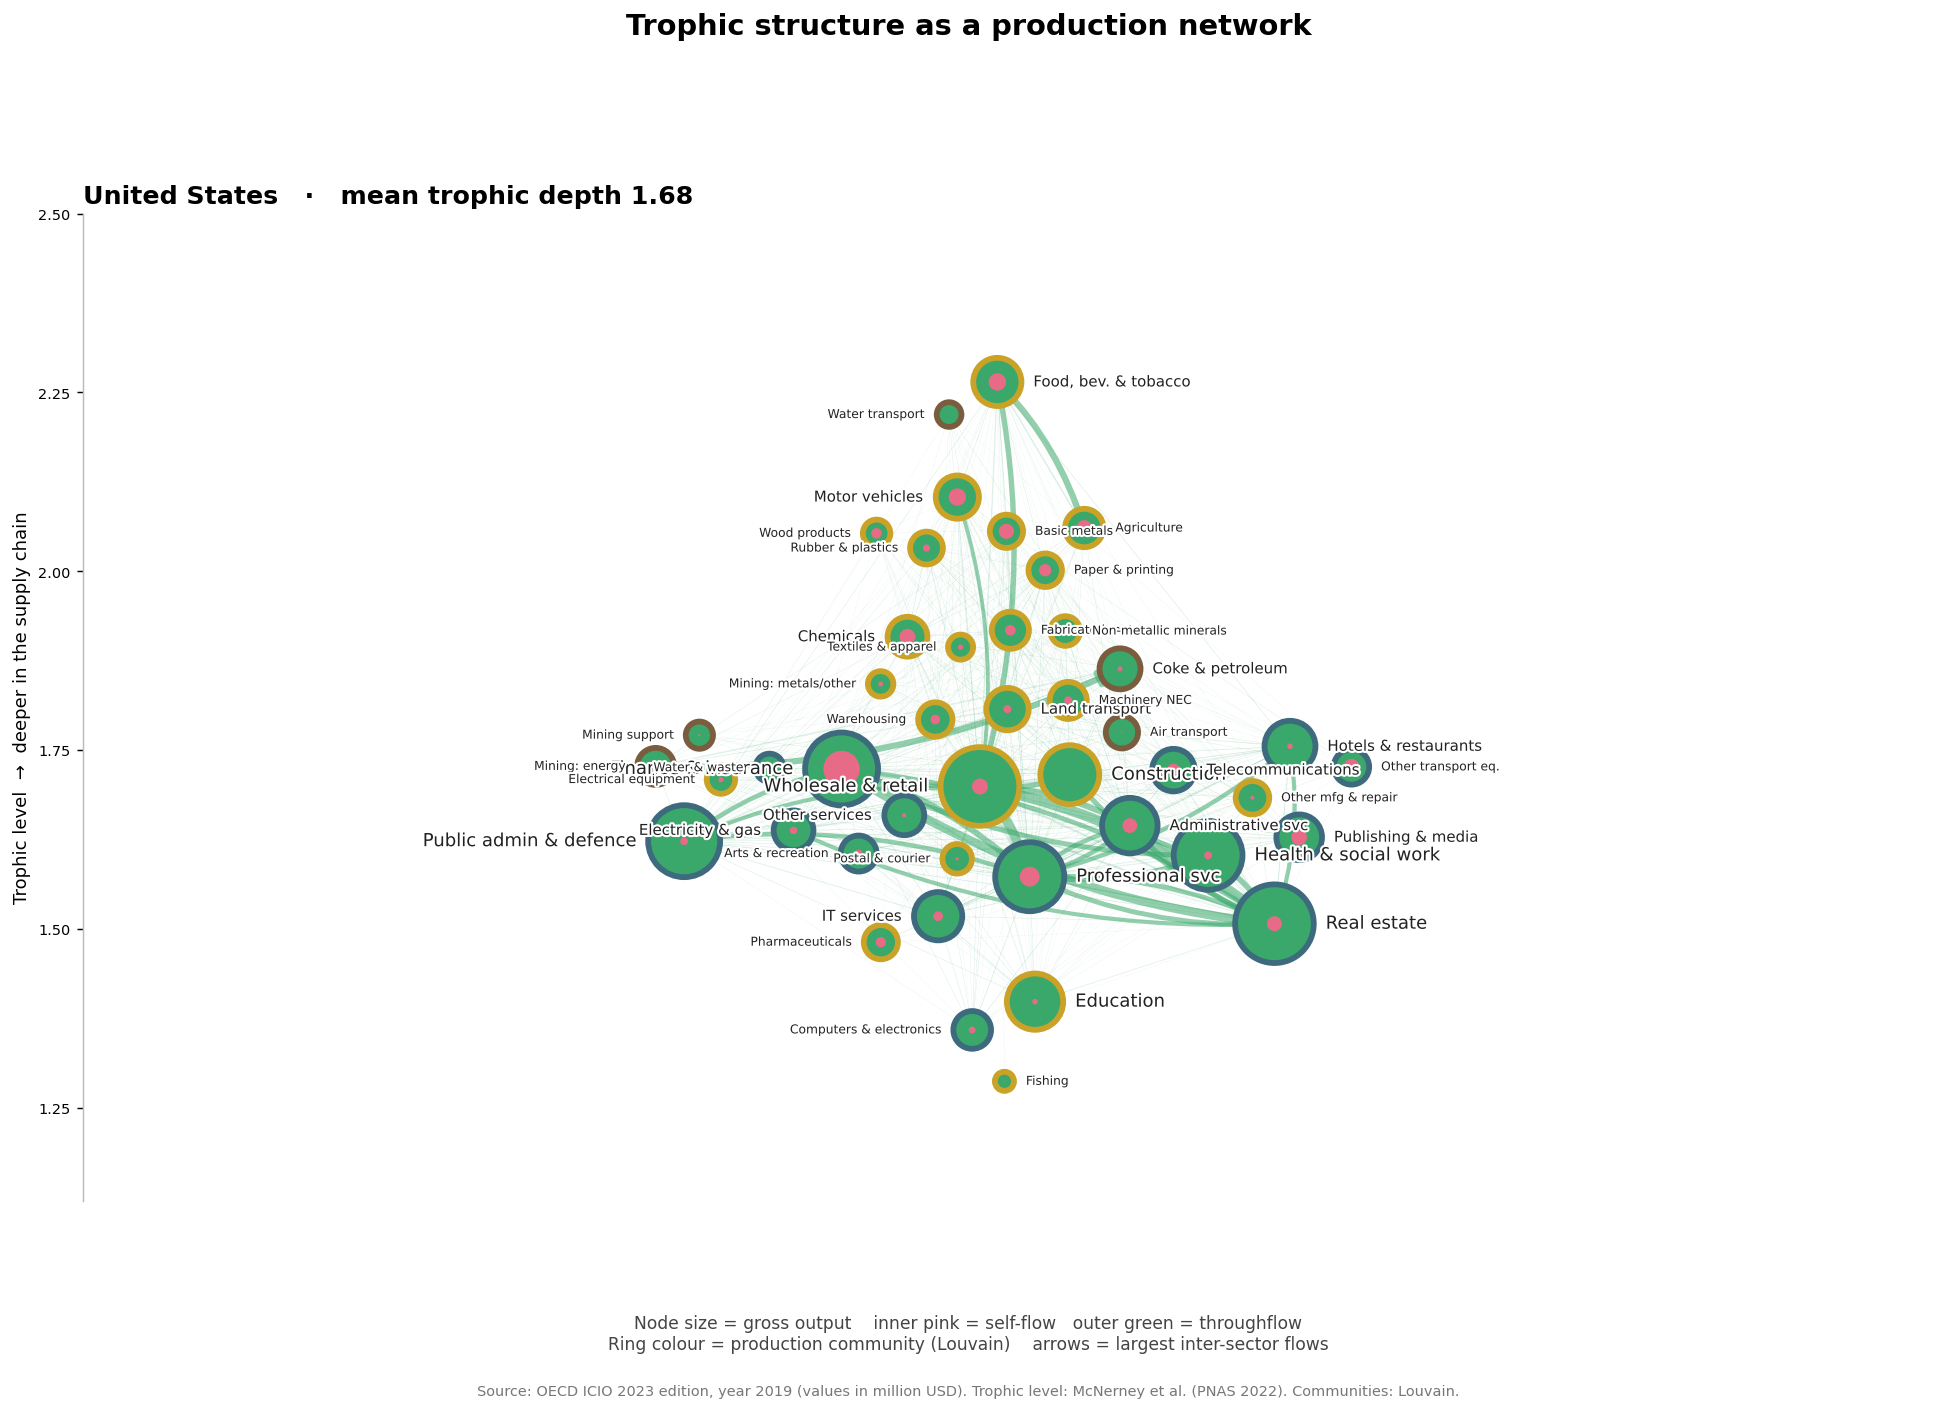 Trophic structure as a production network
United States · mean trophic depth 1.68
Trophic level → deeper in the supply chain
2.50
2.25
2.00
1.75
1.50
1.25
Food, bev. & tobacco
Water transport
Motor vehicles
Wood products
Rubber & plastics
Basic metals
Agriculture
Paper & printing
Chemicals
Textiles & apparel
Non-metallic minerals
Coke & petroleum
Mining: metals/other
Machinery NEC
Land transport
Warehousing
Air transport
Mining support
Hotels & restaurants
Mining: energy
Water & waste
Electrical equipment
Telecommunications
Other transport eq.
Construction
Wholesale & retail
Other mfg & repair
Other services
Administrative svc
Electricity & gas
Public admin & defence
Publishing & media
Arts & recreation
Postal & courier
Health & social work
Professional svc
IT services
Real estate
Pharmaceuticals
Education
Computers & electronics
Fishing
Node size = gross output inner pink = self-flow outer green = throughflow
Ring colour = production community (Louvain) arrows = largest inter-sector flows
Source: OECD ICIO 2023 edition, year 2019 (values in million USD). Trophic level: McNerney et al. (PNAS 2022). Communities: Louvain.